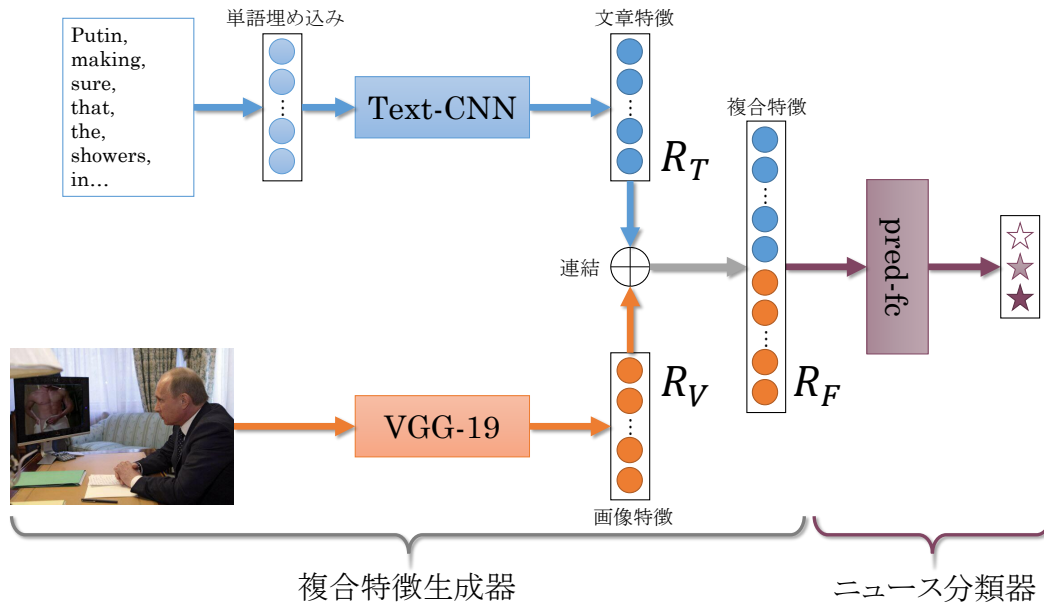 単語埋め込み
文章特徴
Putin,
making,
sure,
that,
the,
showers,
in…
Text-CNN
R_T
複合特徴
連結
pred-fc
VGG-19
R_V
R_F
画像特徴
複合特徴生成器
ニュース分類器